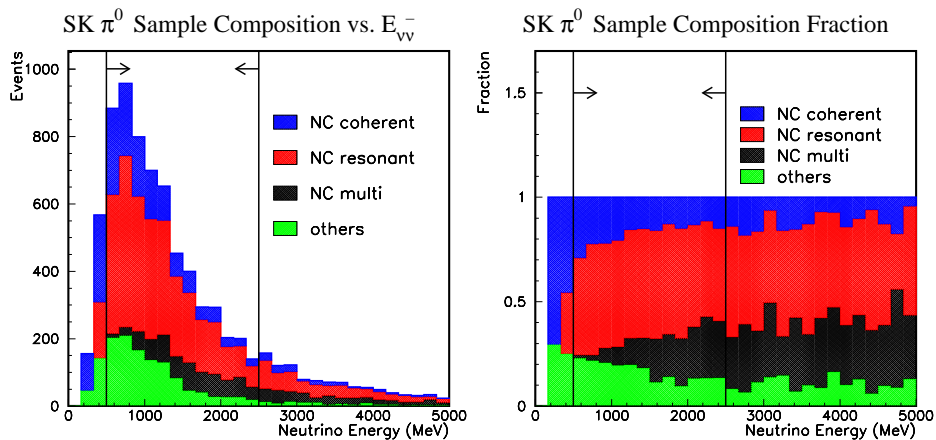 SK π⁰ Sample Composition vs. E_νν̄
SK π⁰ Sample Composition Fraction
Events
1000
800
600
400
200
0
NC coherent
NC resonant
NC multi
others
0 1000 2000 3000 4000 5000
Neutrino Energy (MeV)
Fraction
1.5
1
0.5
0
NC coherent
NC resonant
NC multi
others
0 1000 2000 3000 4000 5000
Neutrino Energy (MeV)